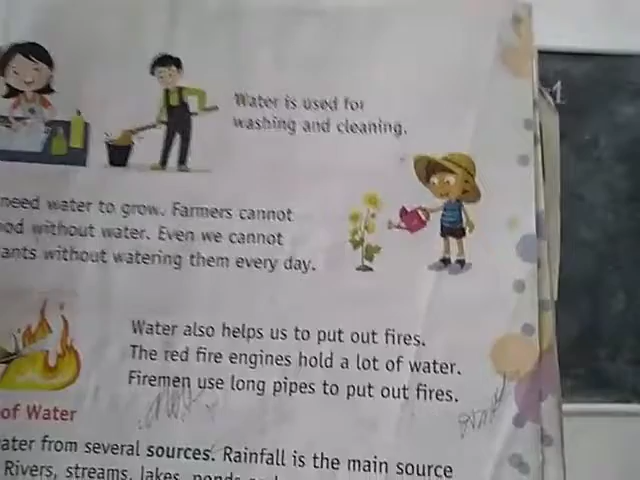 Water is used for
washing and cleaning.
need water to grow. Farmers cannot
without water. Even we cannot
without watering them every day.
Water also helps us to put out fires.
The red fire engines hold a lot of water.
Firemen use long pipes to put out fires.
of Water
from several sources. Rainfall is the main source
Rivers, streams, lakes, ponds